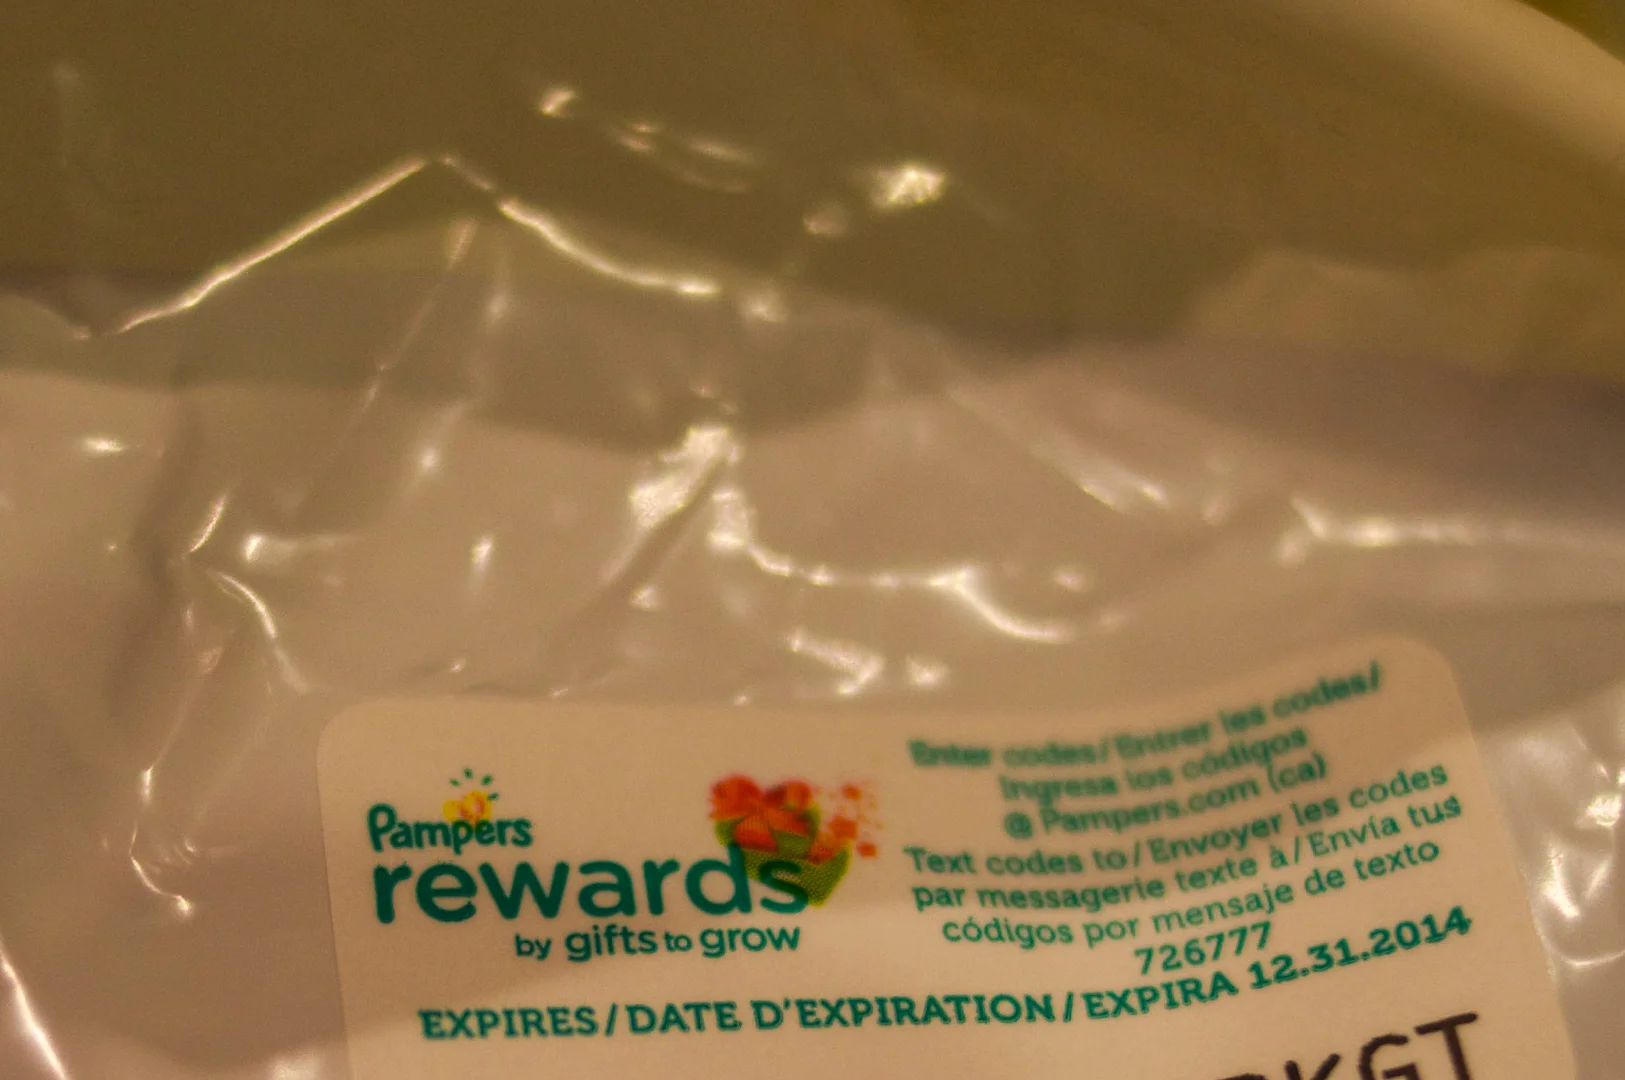 Pampers
rewards
by gifts to grow
Enter codes/Entrer les codes/
Ingresa los códigos
@ Pampers.com (ca)
Text codes to/Envoyer les codes
par messagerie texte à/Envía tus
códigos por mensaje de texto
726777
EXPIRES/DATE D'EXPIRATION/EXPIRA 12.31.2014
KGT